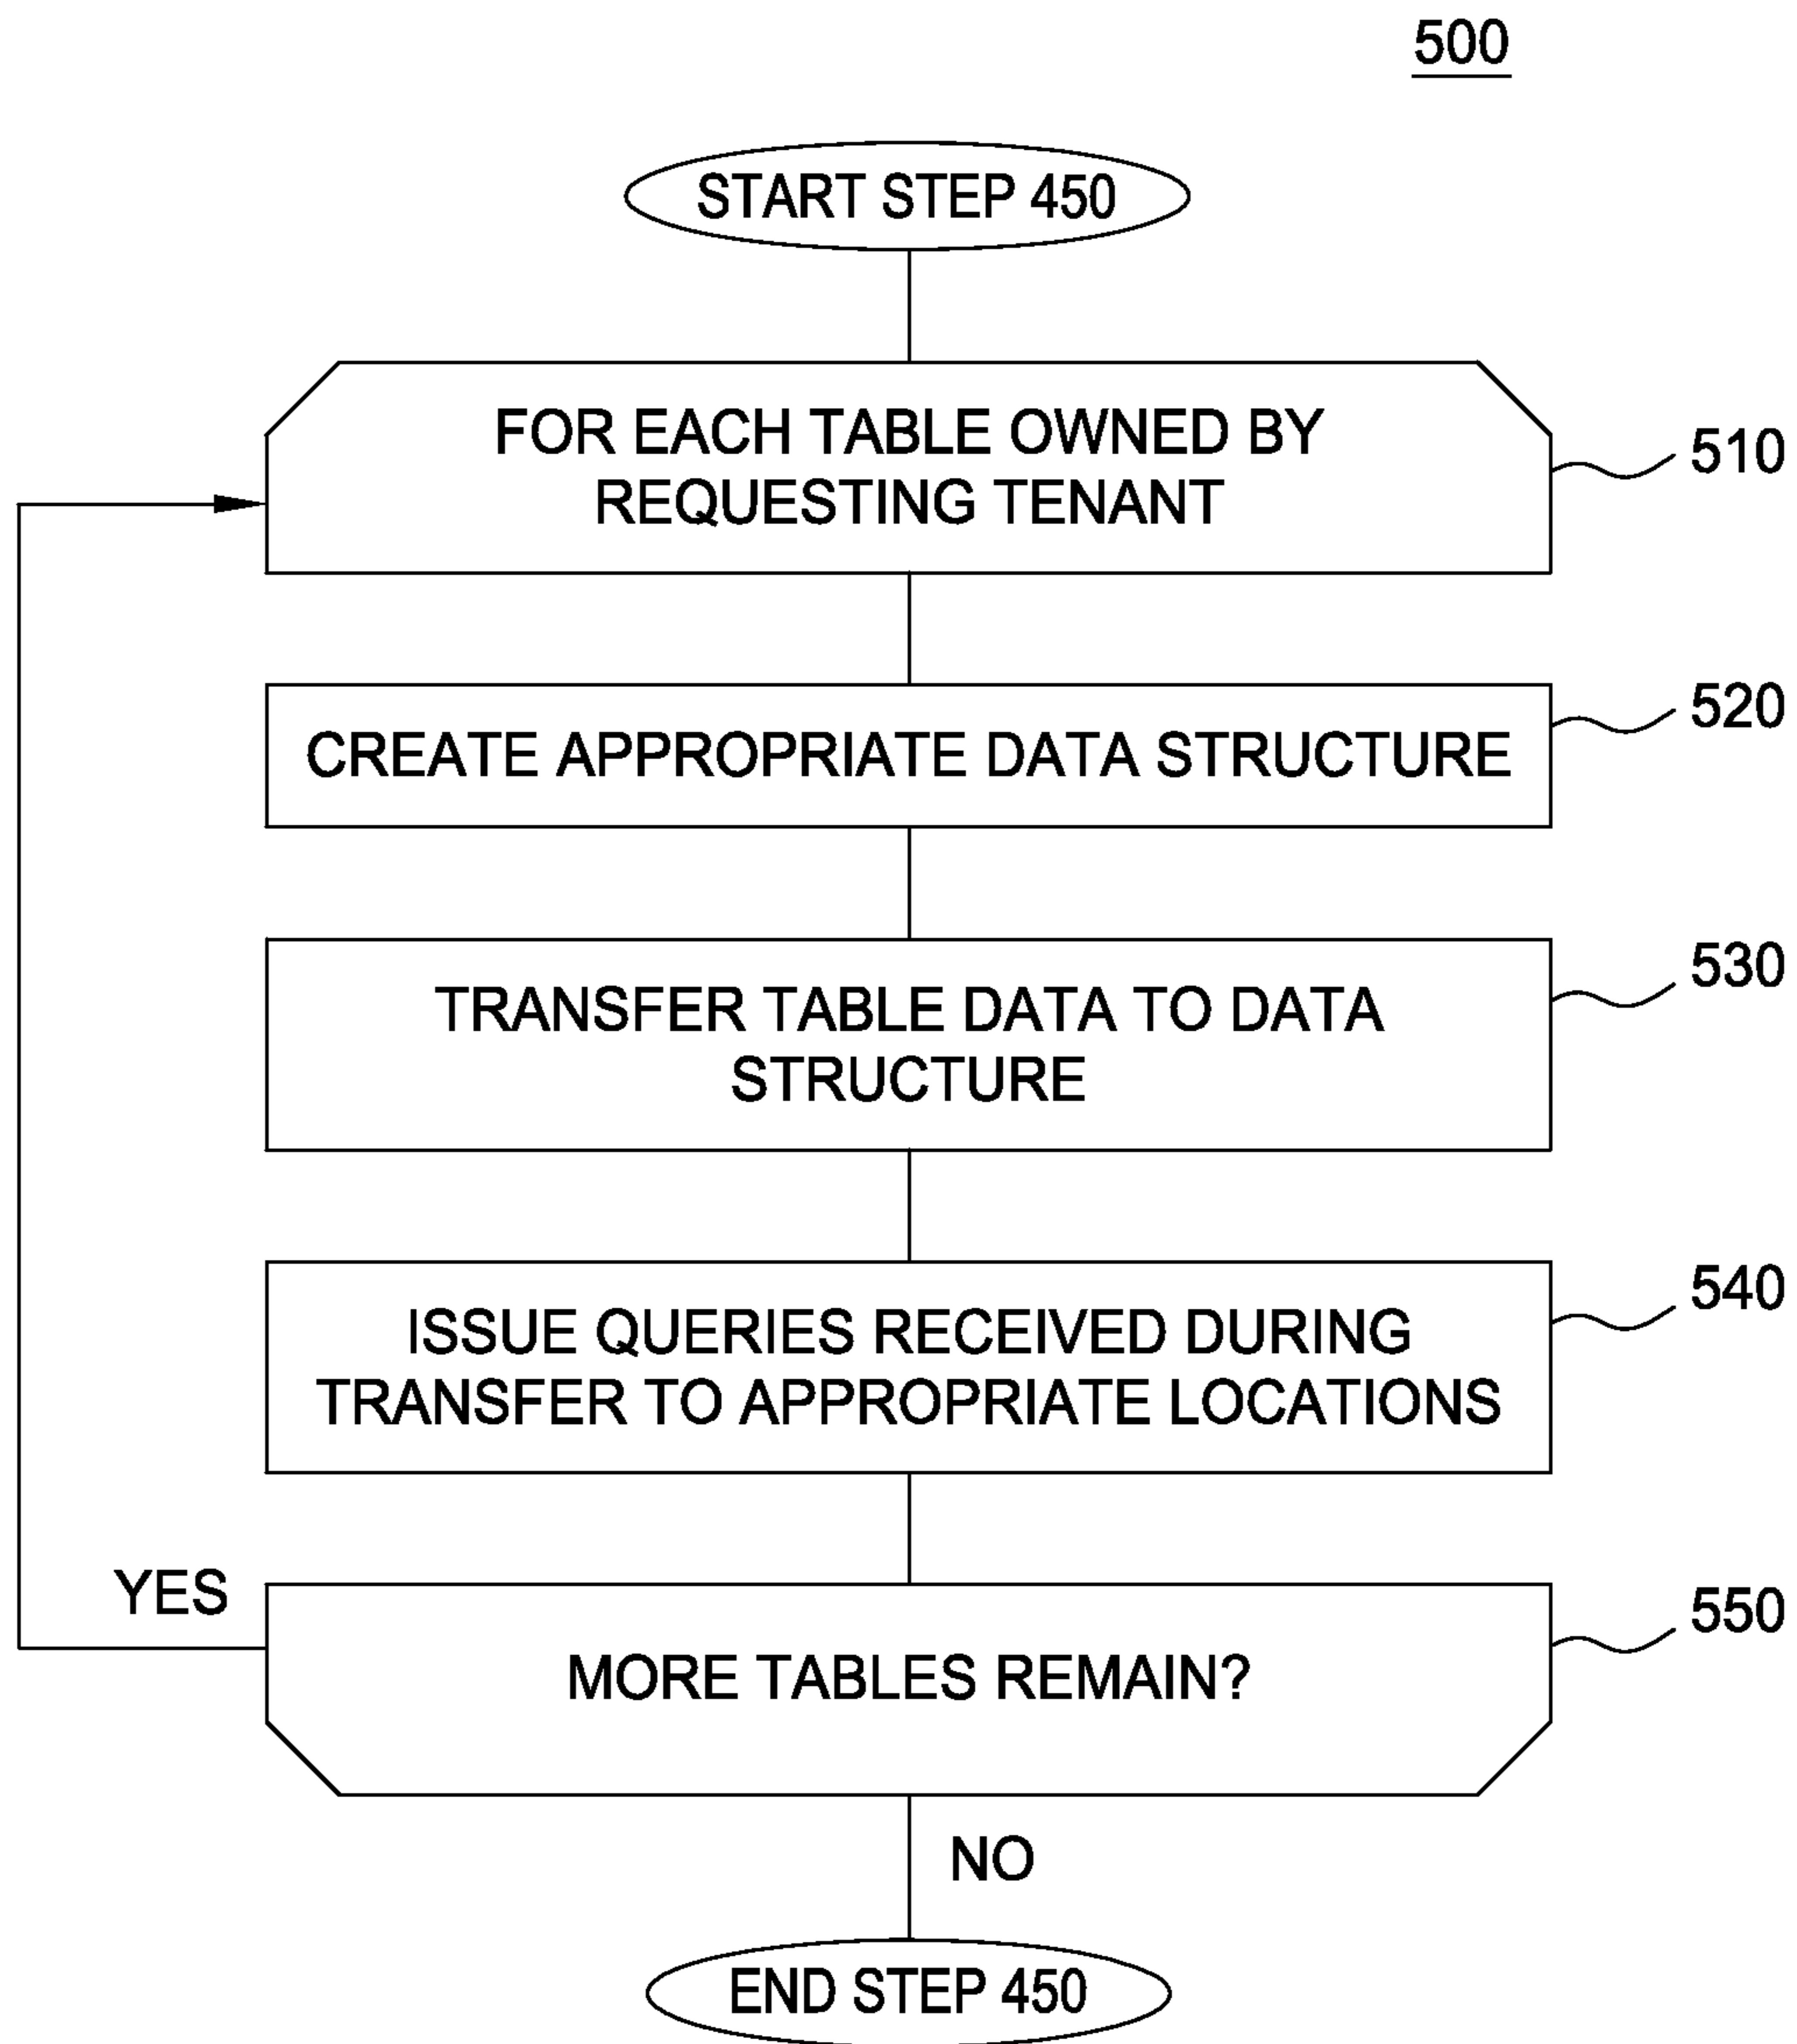 500
START STEP 450
FOR EACH TABLE OWNED BY
REQUESTING TENANT
510
CREATE APPROPRIATE DATA STRUCTURE
520
TRANSFER TABLE DATA TO DATA
STRUCTURE
530
ISSUE QUERIES RECEIVED DURING
TRANSFER TO APPROPRIATE LOCATIONS
540
YES
MORE TABLES REMAIN?
550
NO
END STEP 450